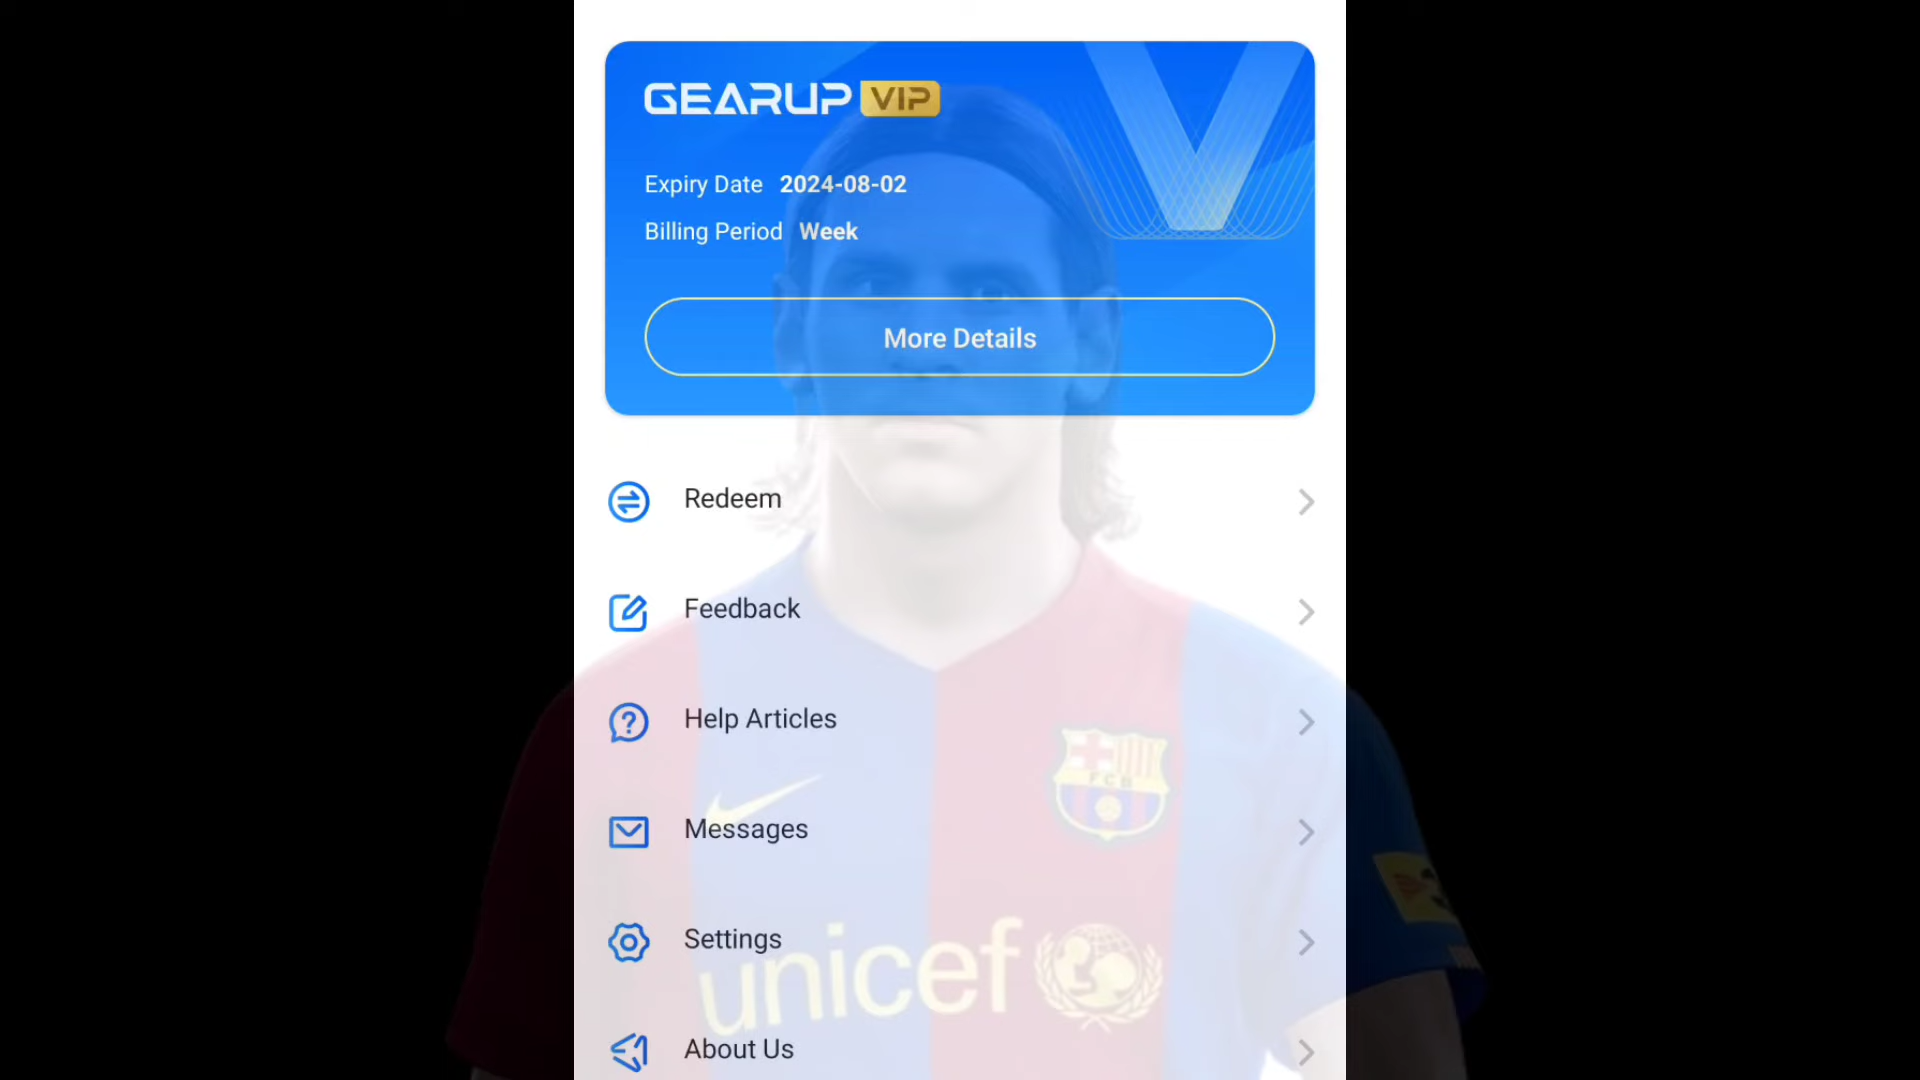 GEARUP VIP
Expiry Date 2024-08-02
Billing Period Week
More Details
Redeem
Feedback
Help Articles
Messages
Settings
About Us
FCB
unicef